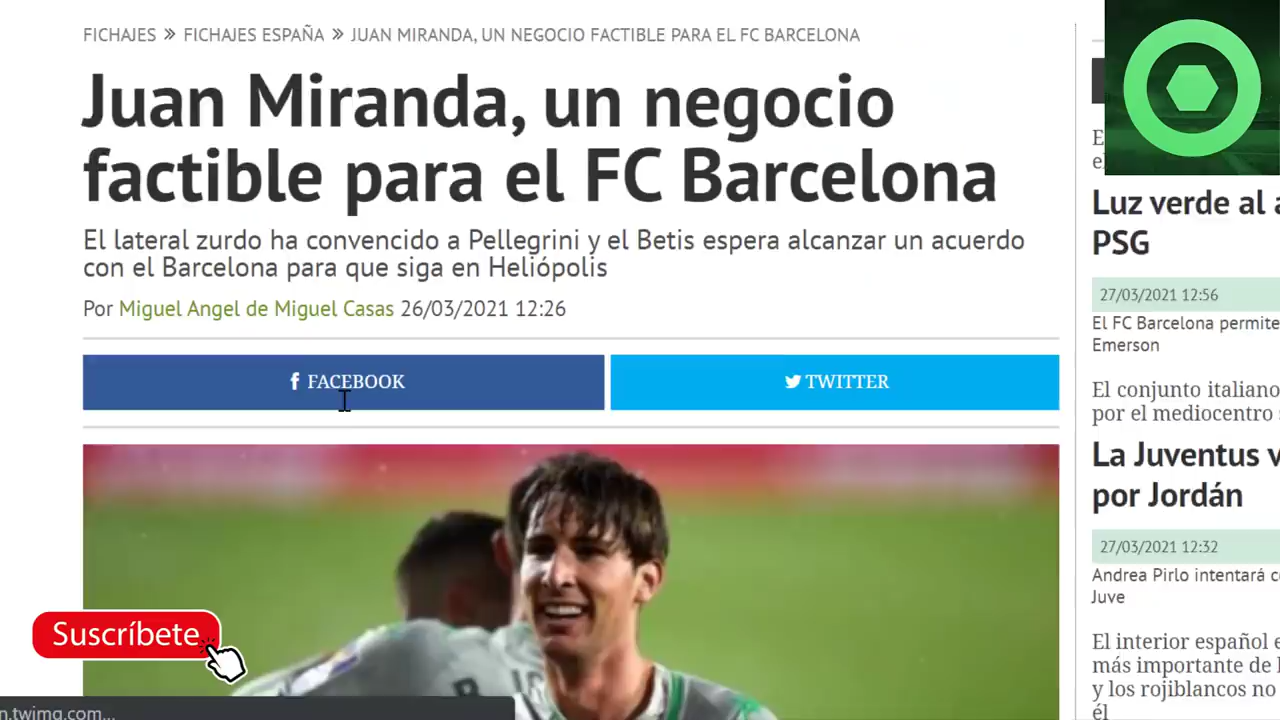 FICHAJES » FICHAJES ESPAÑA » JUAN MIRANDA, UN NEGOCIO FACTIBLE PARA EL FC BARCELONA
Juan Miranda, un negocio
factible para el FC Barcelona
El lateral zurdo ha convencido a Pellegrini y el Betis espera alcanzar un acuerdo
con el Barcelona para que siga en Heliópolis
Por Miguel Angel de Miguel Casas 26/03/2021 12:26
FACEBOOK
TWITTER
Suscríbete
Luz verde al
PSG
27/03/2021 12:56
El FC Barcelona permite
Emerson
El conjunto italiano
por el mediocentro
La Juventus
por Jordán
27/03/2021 12:32
Andrea Pirlo intentará
Juve
El interior español
más importante de
y los rojiblancos no
él